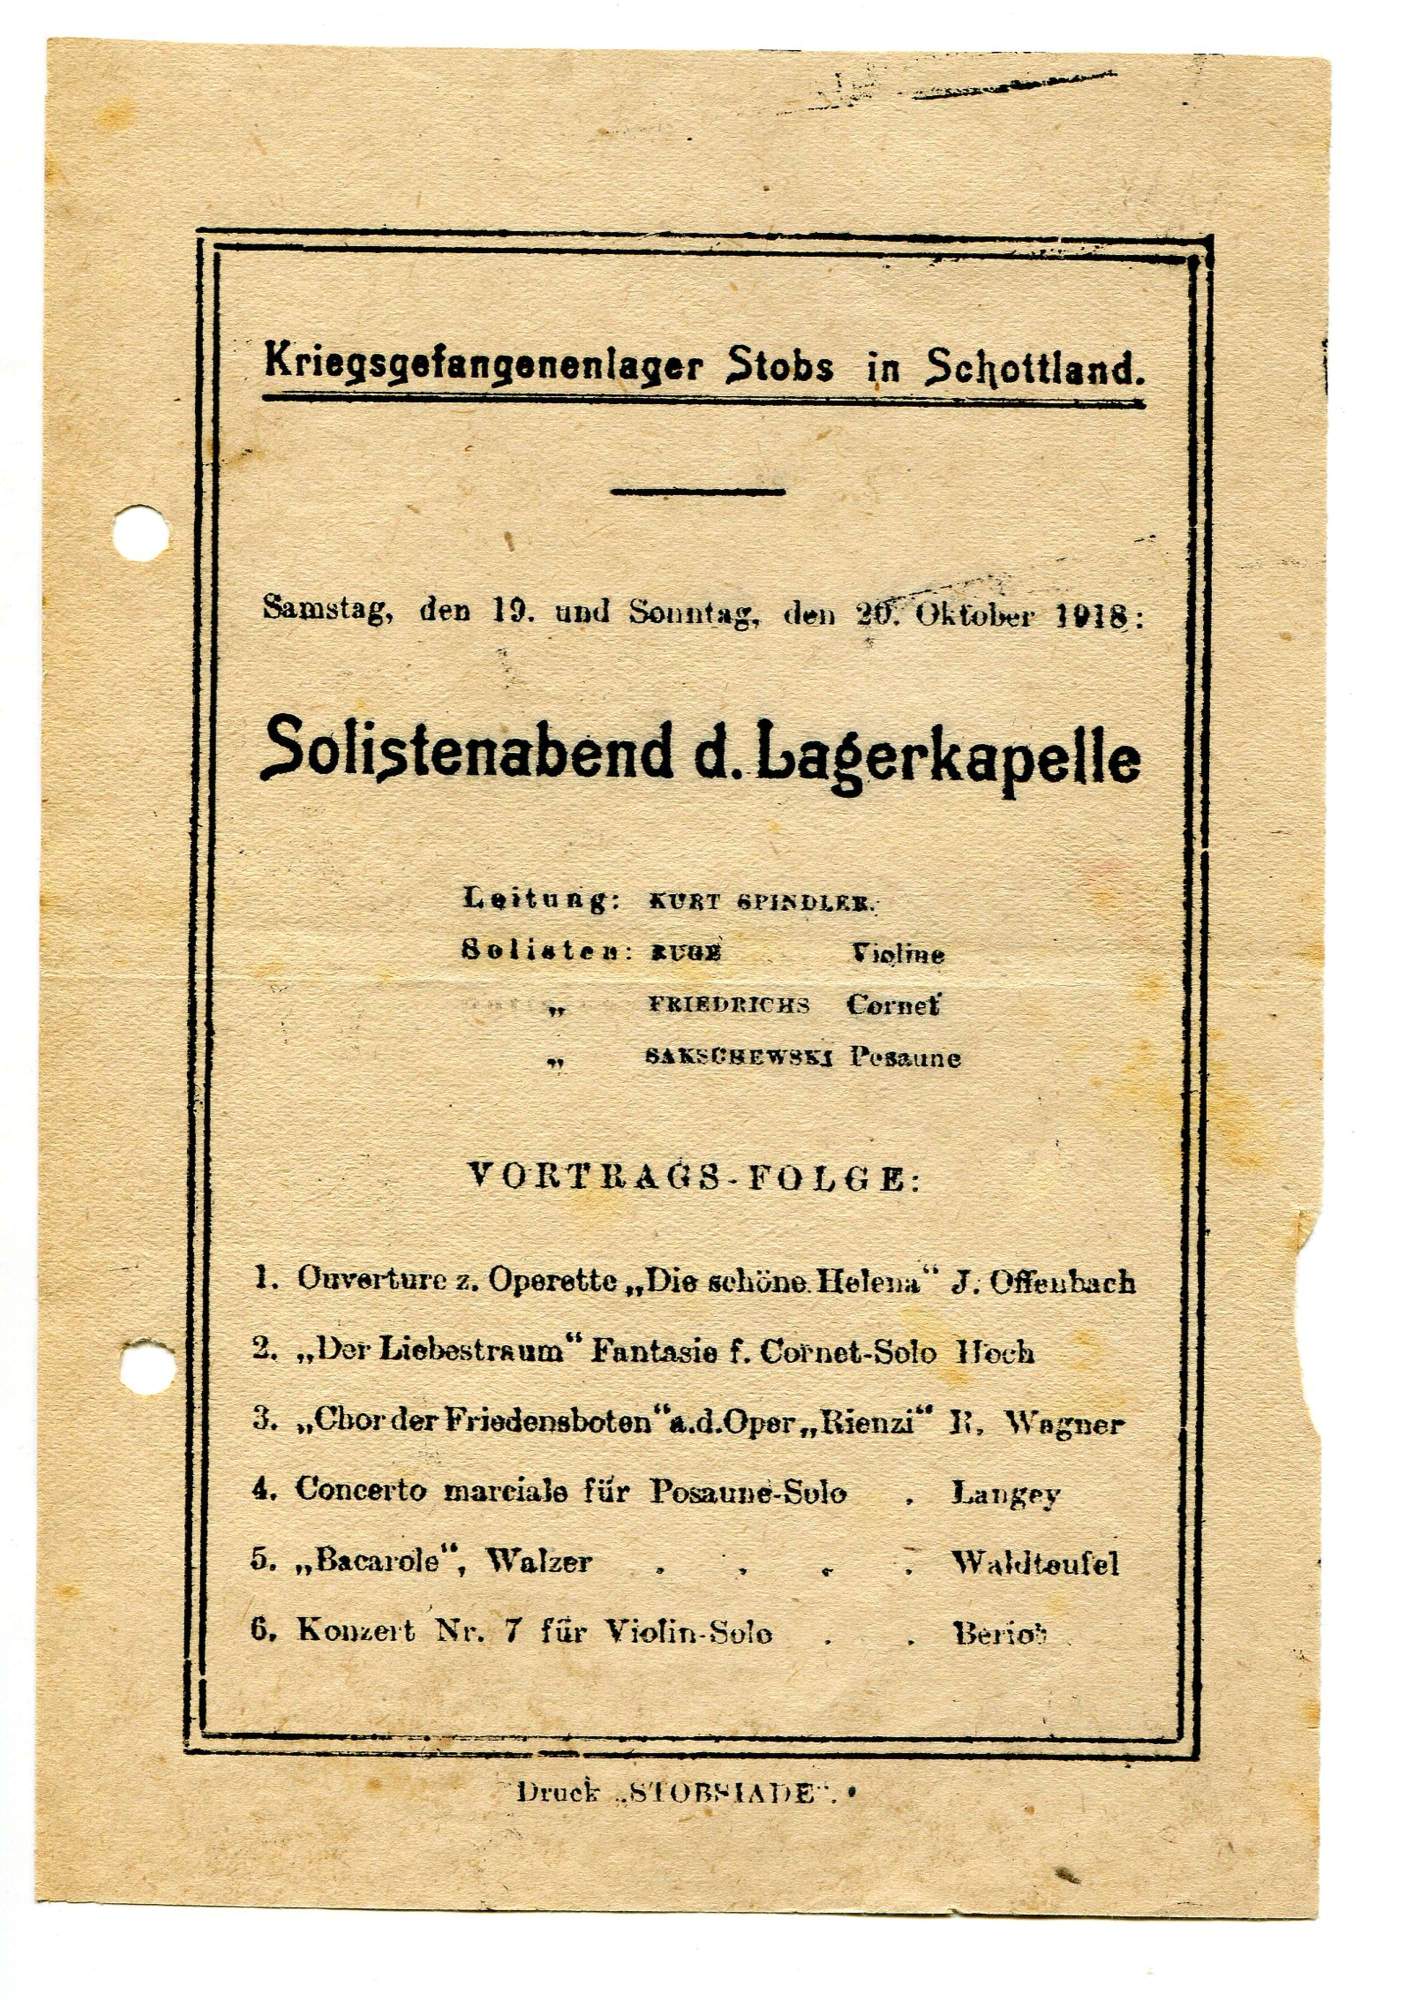 Kriegsgefangenenlager Stobs in Schottland.
Samstag, den 19. und Sonntag, den 20. Oktober 1918:
Solistenabend d. Lagerkapelle
Leitung: KURT SPINDLER.
Solisten: RUGE Violine
„ FRIEDRICHS Cornet
„ SAKSCHEWSKI Posaune
VORTRAGS-FOLGE:
1. Ouverture z. Operette „Die schöne Helena“ J. Offenbach
2. „Der Liebestraum“ Fantasie f. Cornet-Solo Hoch
3. „Chor der Friedensboten“ a.d. Oper „Rienzi“ R. Wagner
4. Concerto marciale für Posaune-Solo . Langey
5. „Bacarole“, Walzer . . . . Waldteufel
6. Konzert Nr. 7 für Violin-Solo . .
Druck „STOBSIADE“.